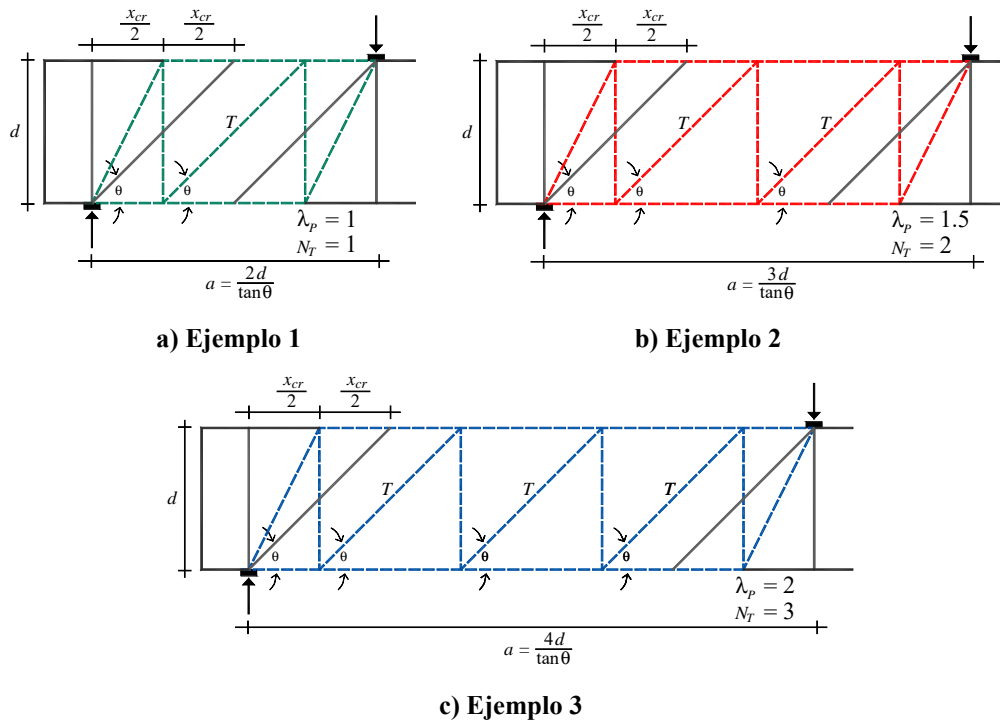 x_cr/2 x_cr/2
d
T
θ θ
λ_P = 1
N_T = 1
a = 2d/tanθ
a) Ejemplo 1
x_cr/2 x_cr/2
d
T T
θ θ θ
λ_P = 1.5
N_T = 2
a = 3d/tanθ
b) Ejemplo 2
x_cr/2 x_cr/2
d
T T T
θ θ θ θ
λ_P = 2
N_T = 3
a = 4d/tanθ
c) Ejemplo 3